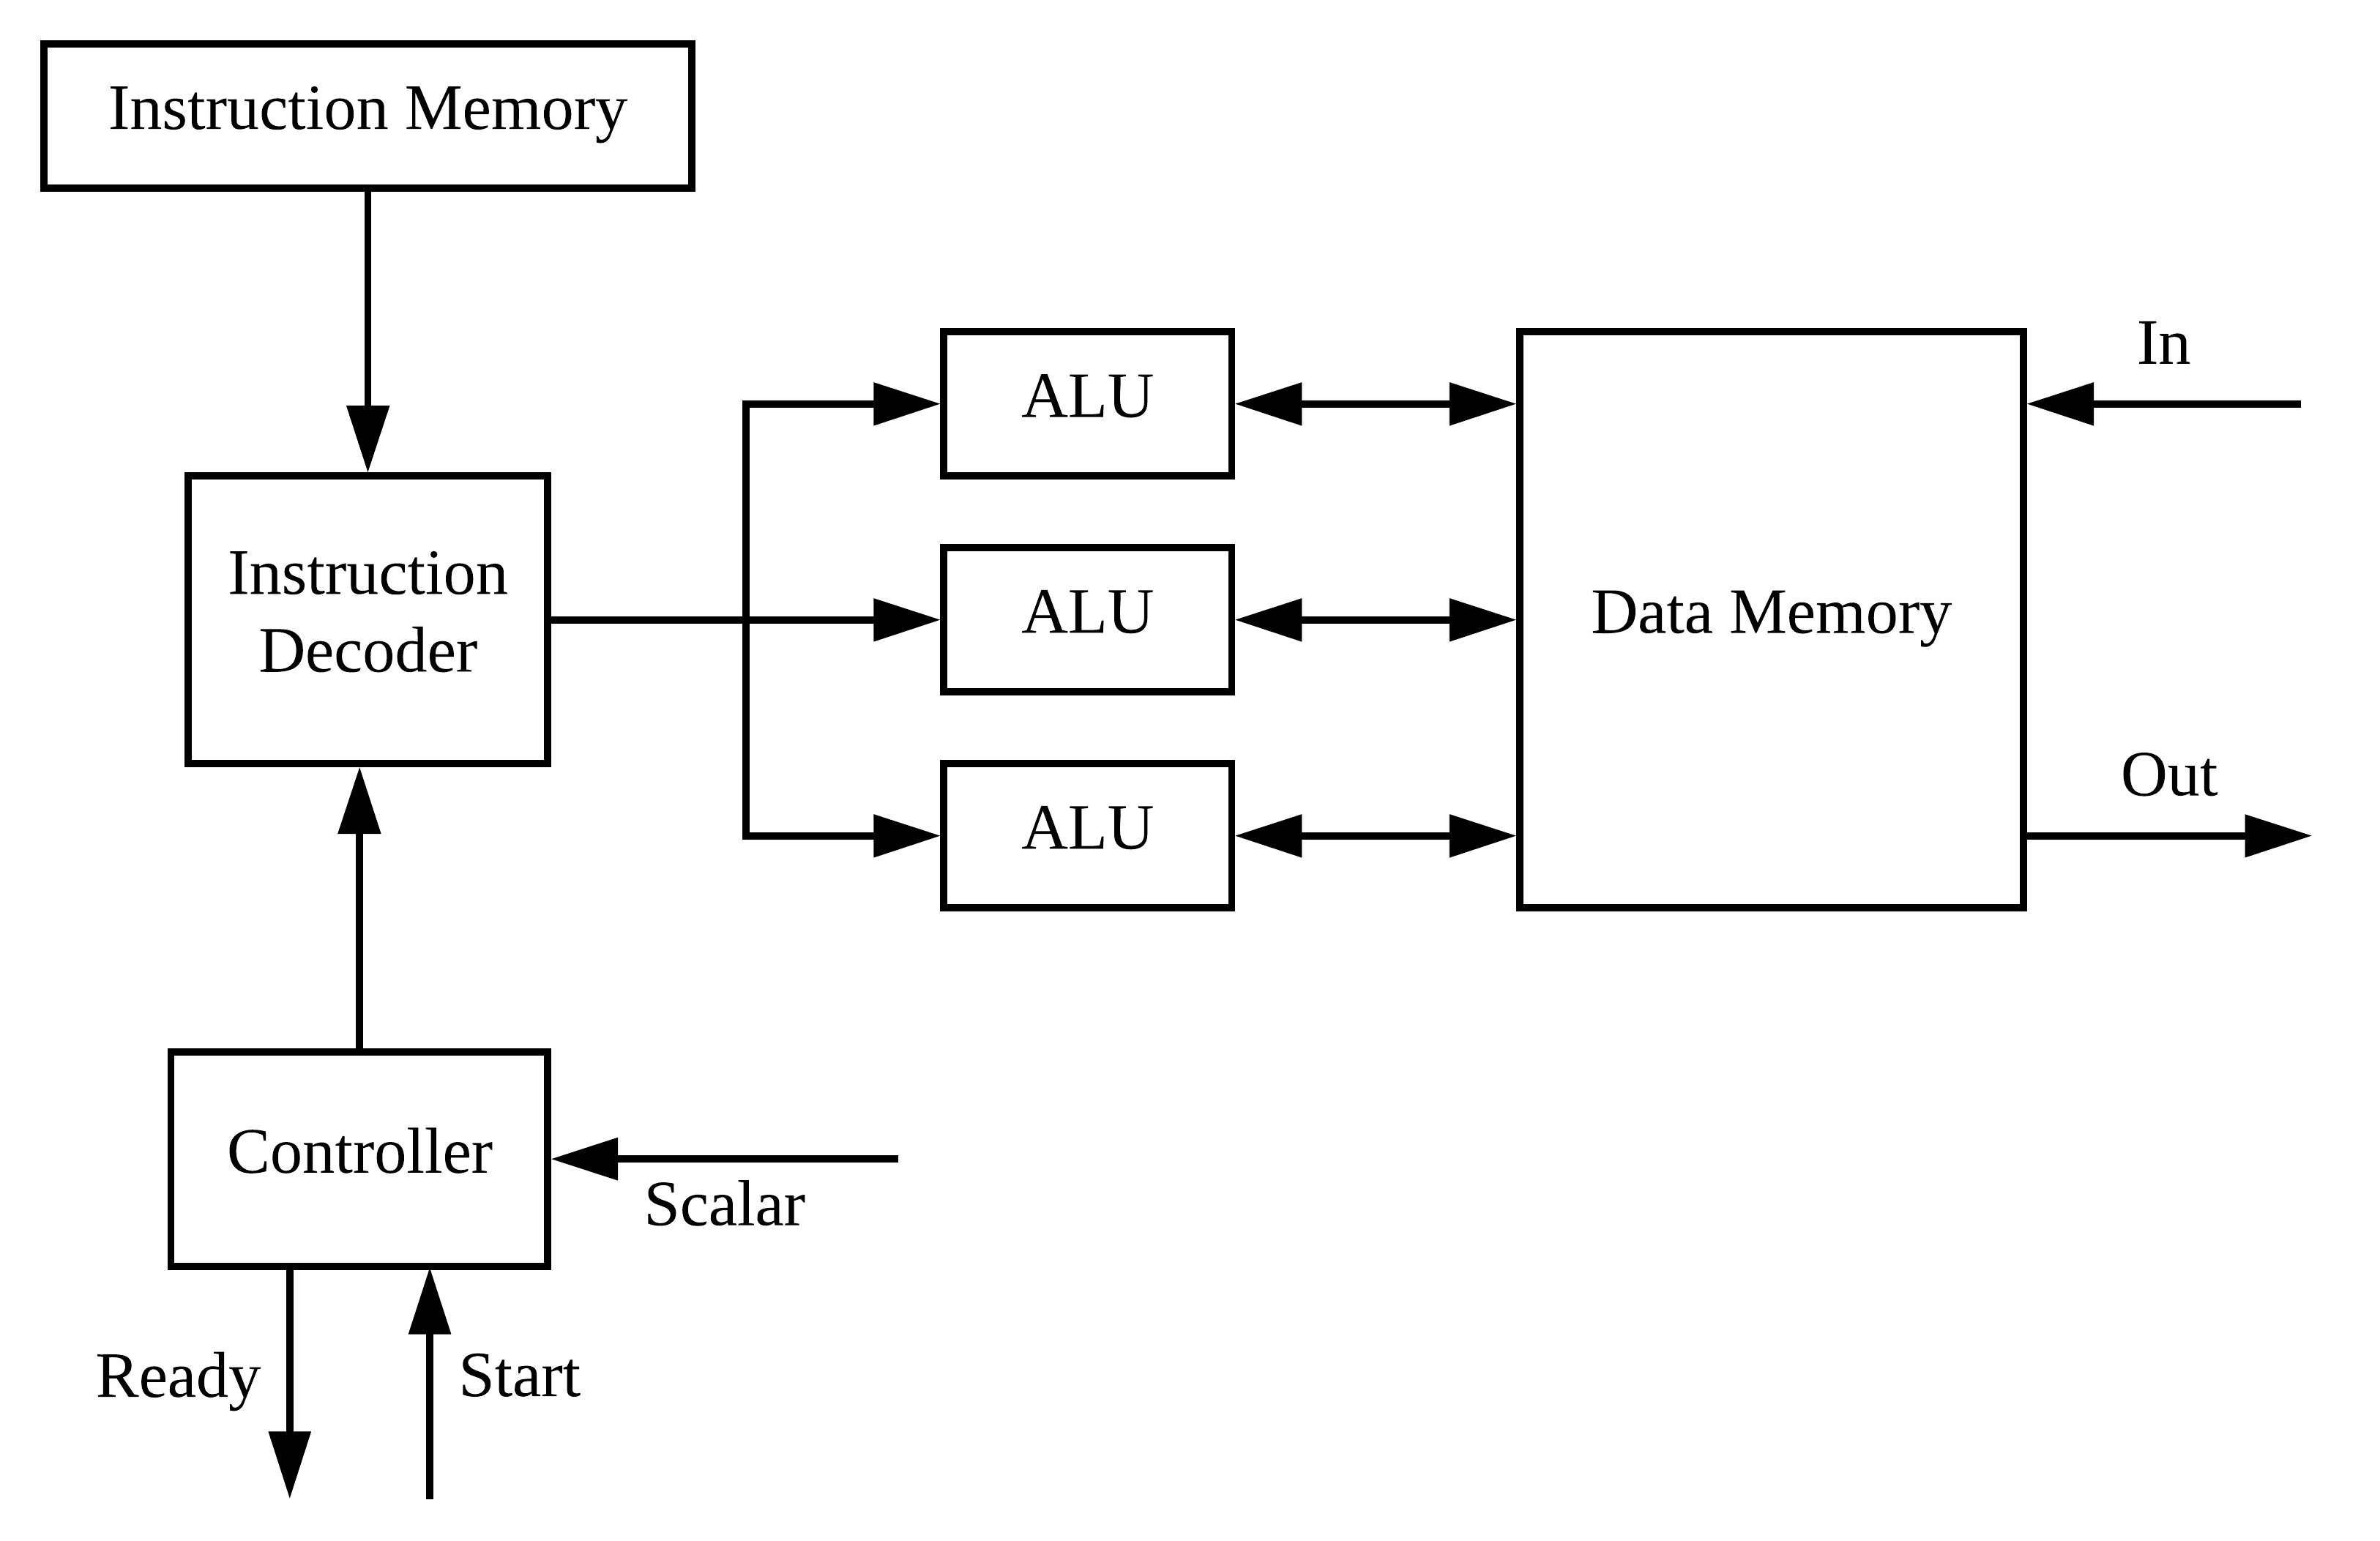 Instruction Memory
Instruction
Decoder
ALU
ALU
ALU
Data Memory
In
Out
Controller
Scalar
Ready
Start